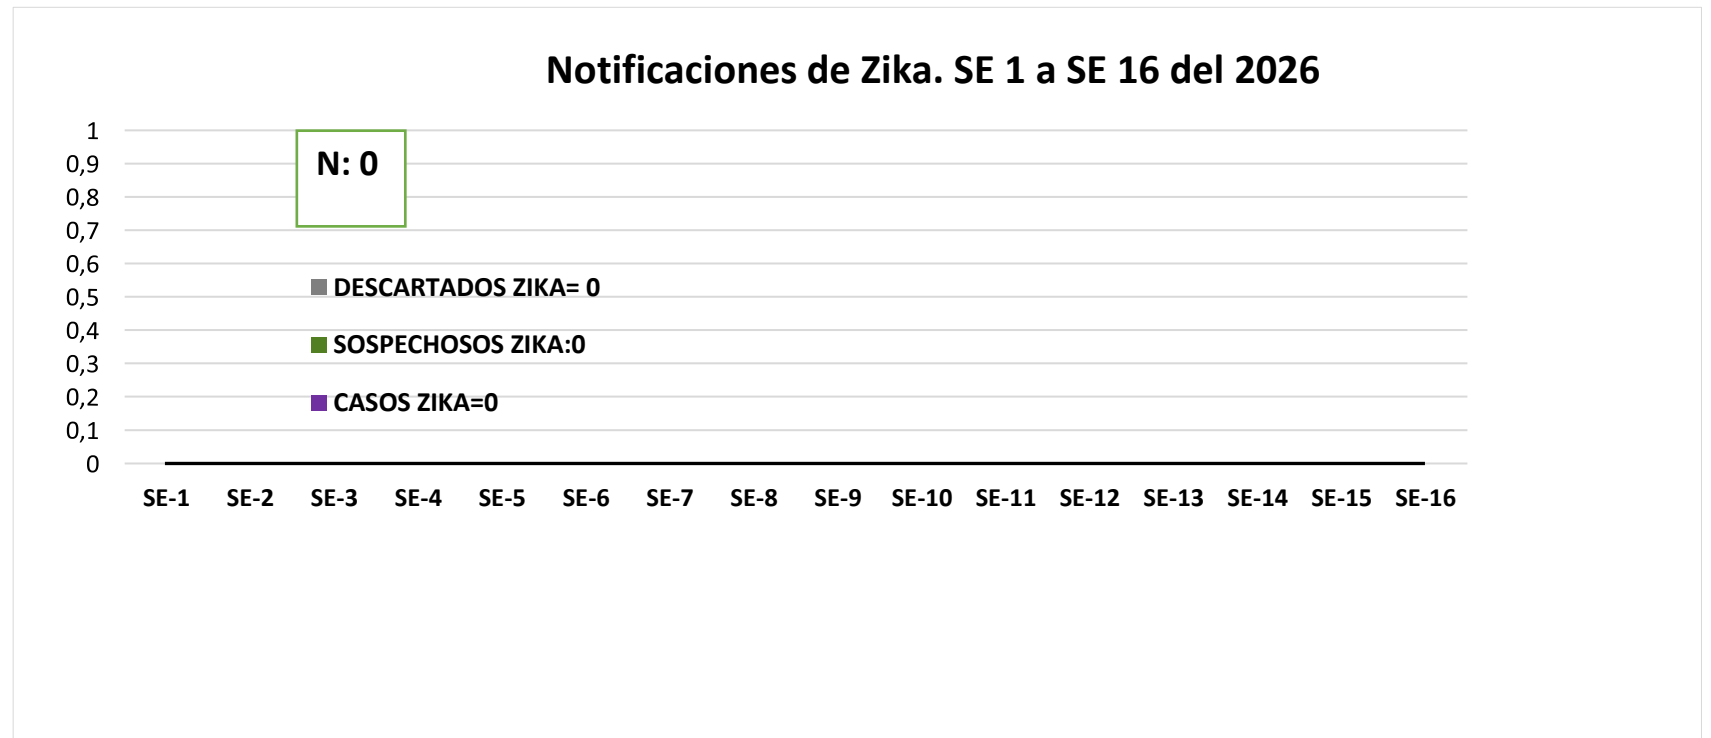 Notificaciones de Zika. SE 1 a SE 16 del 2026
1
0,9
0,8
0,7
0,6
0,5
0,4
0,3
0,2
0,1
0
N: 0
DESCARTADOS ZIKA= 0
SOSPECHOSOS ZIKA:0
CASOS ZIKA=0
SE-1 SE-2 SE-3 SE-4 SE-5 SE-6 SE-7 SE-8 SE-9 SE-10 SE-11 SE-12 SE-13 SE-14 SE-15 SE-16